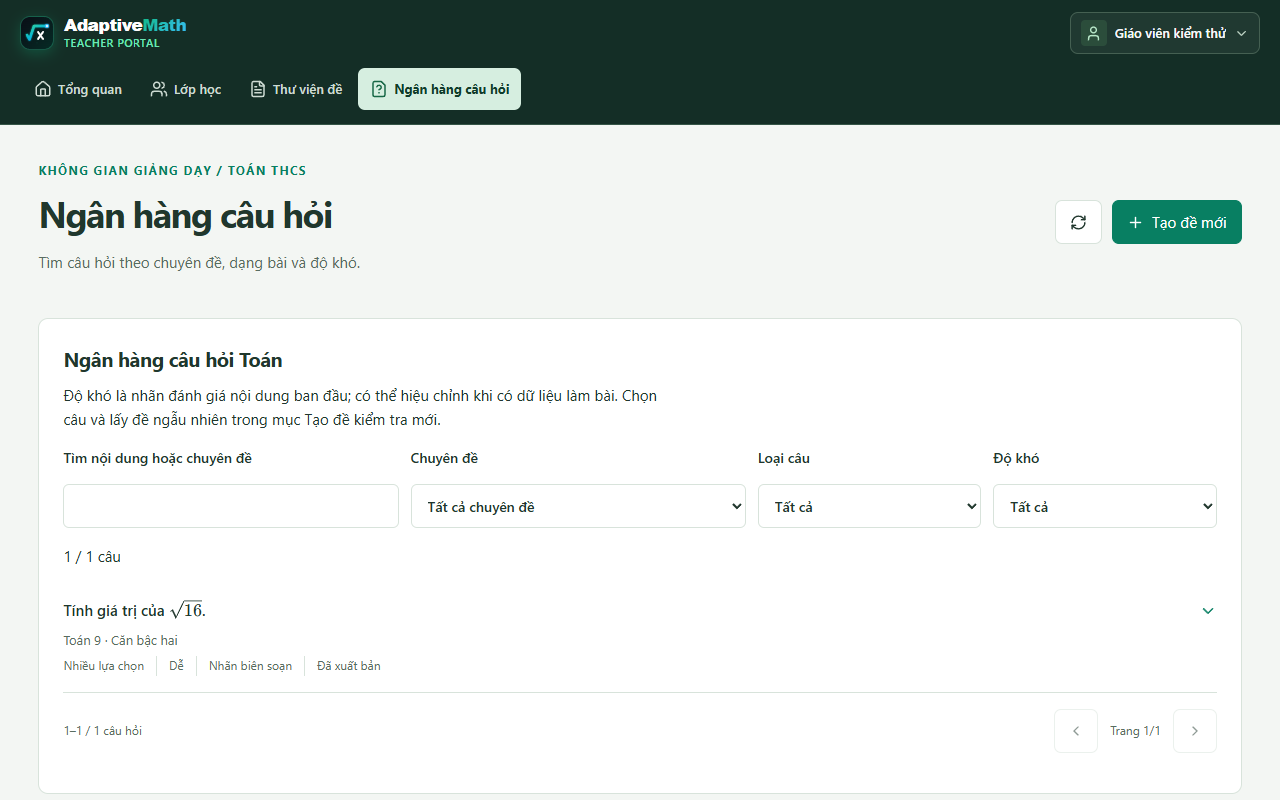 AdaptiveMath
TEACHER PORTAL
Giáo viên kiểm thử
Tổng quan
Lớp học
Thư viện đề
Ngân hàng câu hỏi
KHÔNG GIAN GIẢNG DẠY / TOÁN THCS
Ngân hàng câu hỏi
Tạo đề mới
Tìm câu hỏi theo chuyên đề, dạng bài và độ khó.
Ngân hàng câu hỏi Toán
Độ khó là nhãn đánh giá nội dung ban đầu; có thể hiệu chỉnh khi có dữ liệu làm bài. Chọn
câu và lấy đề ngẫu nhiên trong mục Tạo đề kiểm tra mới.
Tìm nội dung hoặc chuyên đề
Chuyên đề
Loại câu
Độ khó
Tất cả chuyên đề
Tất cả
Tất cả
1 / 1 câu
Tính giá trị của √16.
Toán 9 · Căn bậc hai
Nhiều lựa chọn
Dễ
Nhãn biên soạn
Đã xuất bản
1–1 / 1 câu hỏi
Trang 1/1